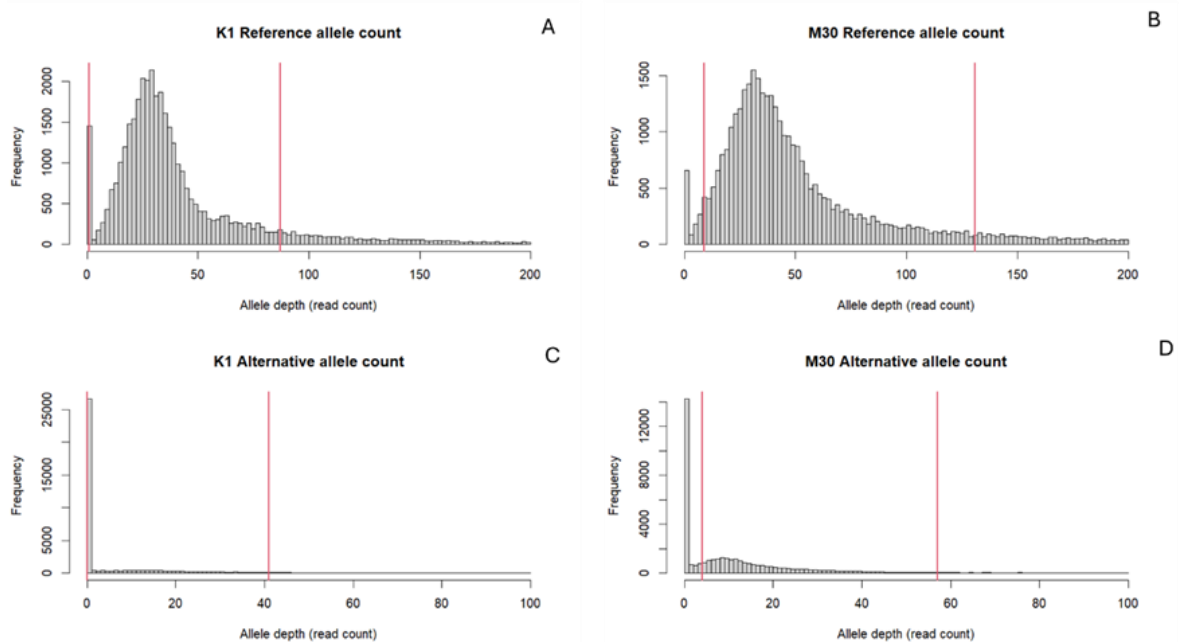 K1 Reference allele count
A
Frequency
0 500 1000 1500 2000
0 50 100 150 200
Allele depth (read count)
M30 Reference allele count
B
Frequency
0 500 1000 1500
0 50 100 150 200
Allele depth (read count)
K1 Alternative allele count
C
Frequency
0 5000 15000 25000
0 20 40 60 80 100
Allele depth (read count)
M30 Alternative allele count
D
Frequency
0 4000 8000 12000
0 20 40 60 80 100
Allele depth (read count)